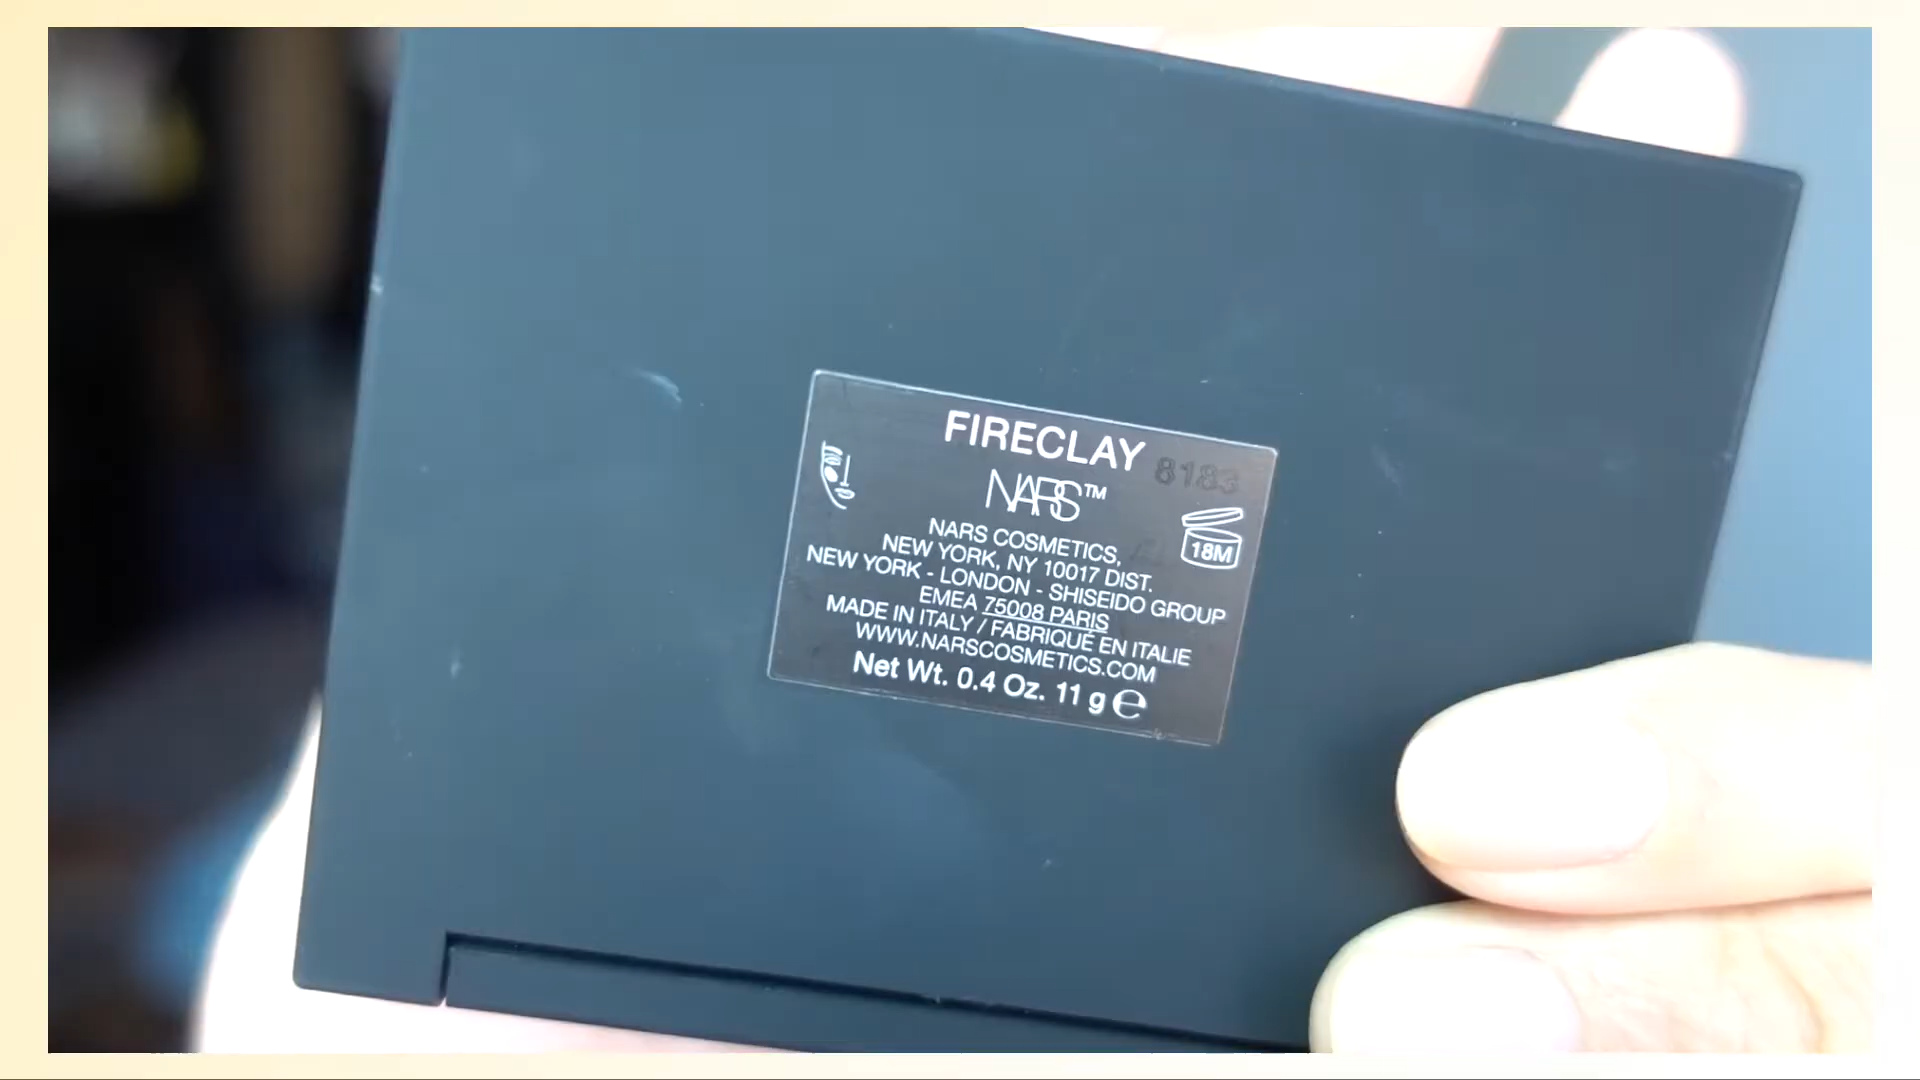 FIRECLAY
8183
NARS™
18M
NARS COSMETICS,
NEW YORK, NY 10017 DIST.
NEW YORK - LONDON - SHISEIDO GROUP
EMEA 75008 PARIS
MADE IN ITALY / FABRIQUÉ EN ITALIE
WWW.NARSCOSMETICS.COM
Net Wt. 0.4 Oz. 11 g ℮